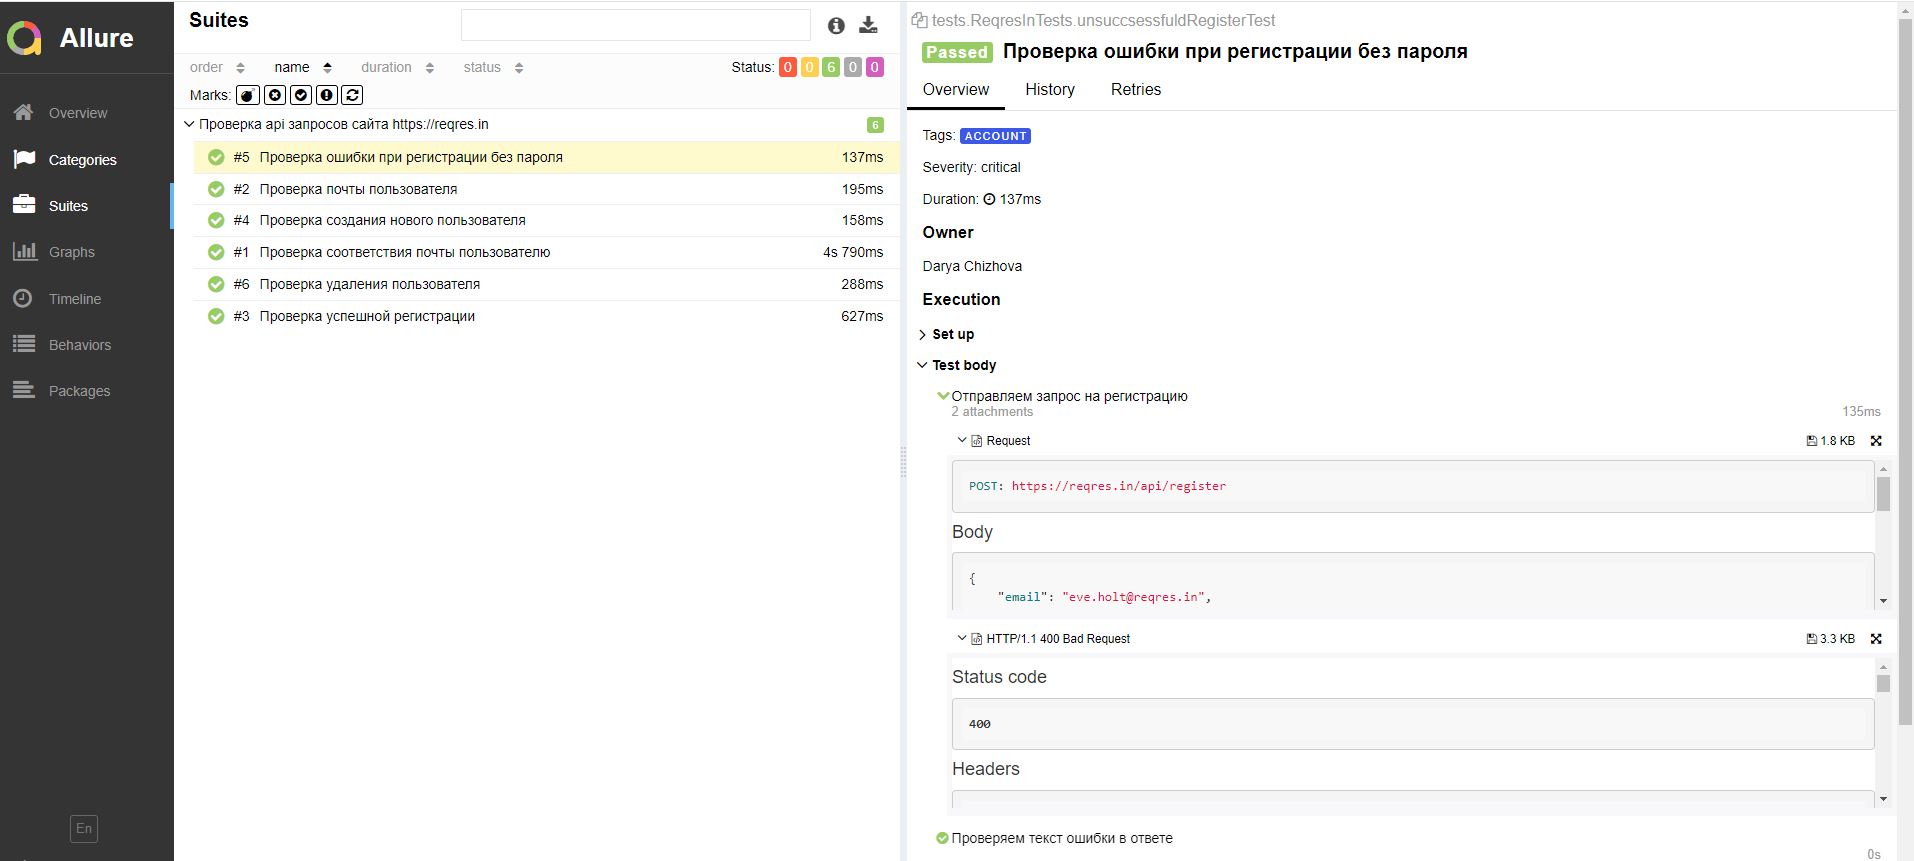 Allure
Overview
Categories
Suites
Graphs
Timeline
Behaviors
Packages
En
Suites
order name duration status Status: 0 0 6 0 0
Marks:
Проверка api запросов сайта https://reqres.in 6
#5 Проверка ошибки при регистрации без пароля 137ms
#2 Проверка почты пользователя 195ms
#4 Проверка создания нового пользователя 158ms
#1 Проверка соответствия почты пользователю 4s 790ms
#6 Проверка удаления пользователя 288ms
#3 Проверка успешной регистрации 627ms
tests.ReqresInTests.unsuccsessfuldRegisterTest
Passed Проверка ошибки при регистрации без пароля
Overview History Retries
Tags: ACCOUNT
Severity: critical
Duration: 137ms
Owner
Darya Chizhova
Execution
Set up
Test body
Отправляем запрос на регистрацию
2 attachments 135ms
Request 1.8 KB
POST: https://reqres.in/api/register
Body
{
"email": "eve.holt@reqres.in",
HTTP/1.1 400 Bad Request 3.3 KB
Status code
400
Headers
Проверяем текст ошибки в ответе
0s